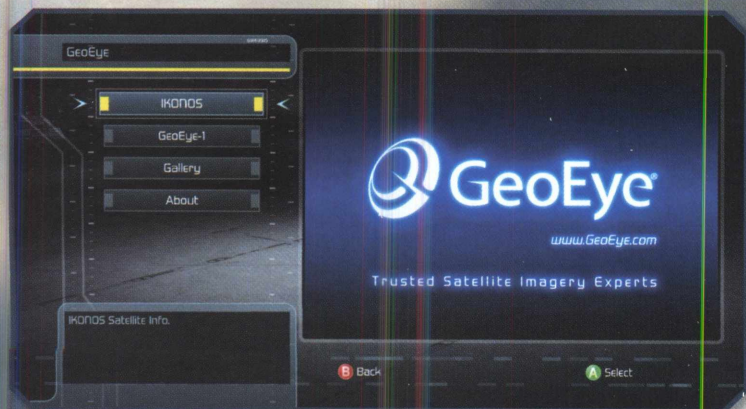 GeoEye
IKONOS
GeoEye-1
Gallery
About
IKONOS Satellite Info.
GeoEye®
www.GeoEye.com
Trusted Satellite Imagery Experts
B Back
A Select